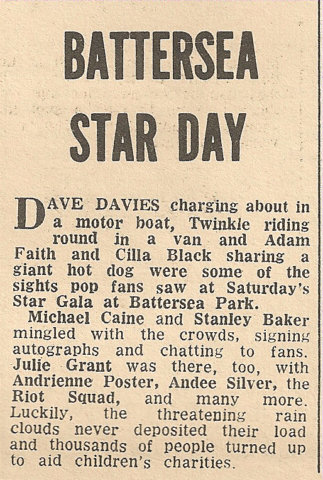 BATTERSEA
STAR DAY
DAVE DAVIES charging about in
a motor boat, Twinkle riding
round in a van and Adam
Faith and Cilla Black sharing a
giant hot dog were some of the
sights pop fans saw at Saturday's
Star Gala at Battersea Park.
Michael Caine and Stanley Baker
mingled with the crowds, signing
autographs and chatting to fans.
Julie Grant was there, too, with
Andrienne Poster, Andee Silver, the
Riot Squad, and many more.
Luckily, the threatening rain
clouds never deposited their load
and thousands of people turned up
to aid children's charities.